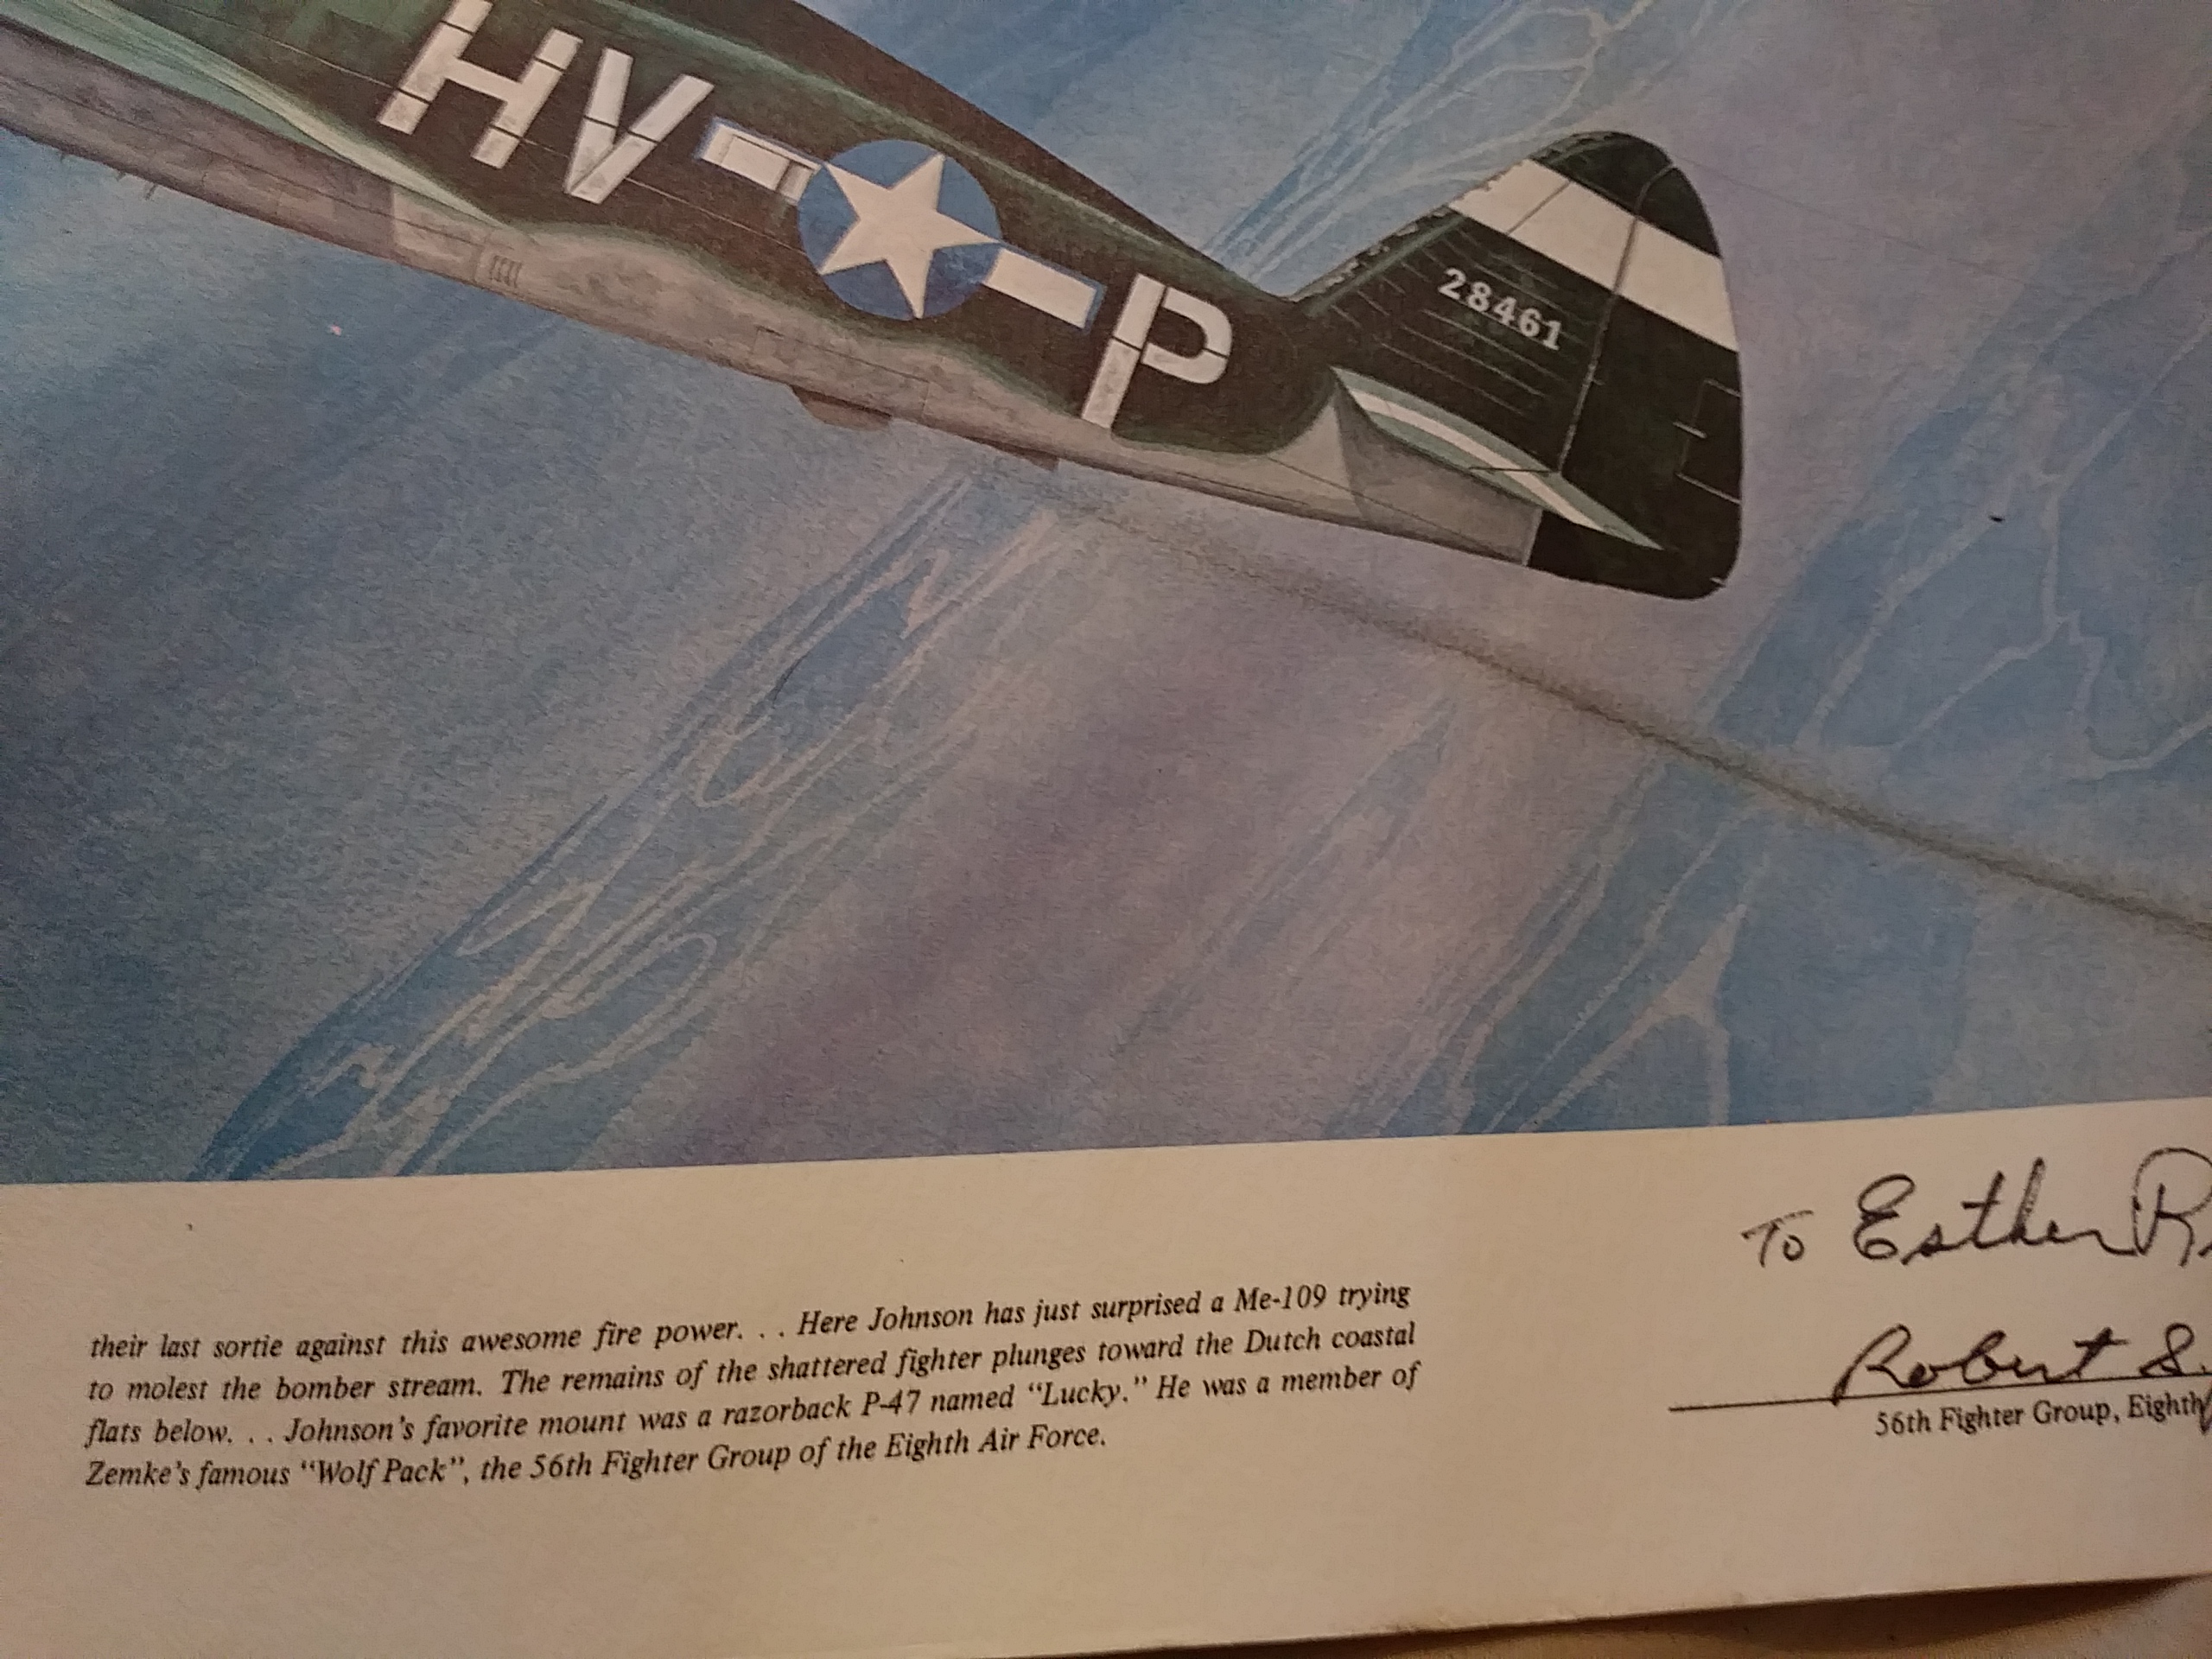 HV P
28461
To Esther
their last sortie against this awesome fire power. . . Here Johnson has just surprised a Me-109 trying
to molest the bomber stream. The remains of the shattered fighter plunges toward the Dutch coastal
flats below. . . Johnson's favorite mount was a razorback P-47 named "Lucky." He was a member of
Zemke's famous "Wolf Pack", the 56th Fighter Group of the Eighth Air Force.
Robert S.
56th Fighter Group, Eighth